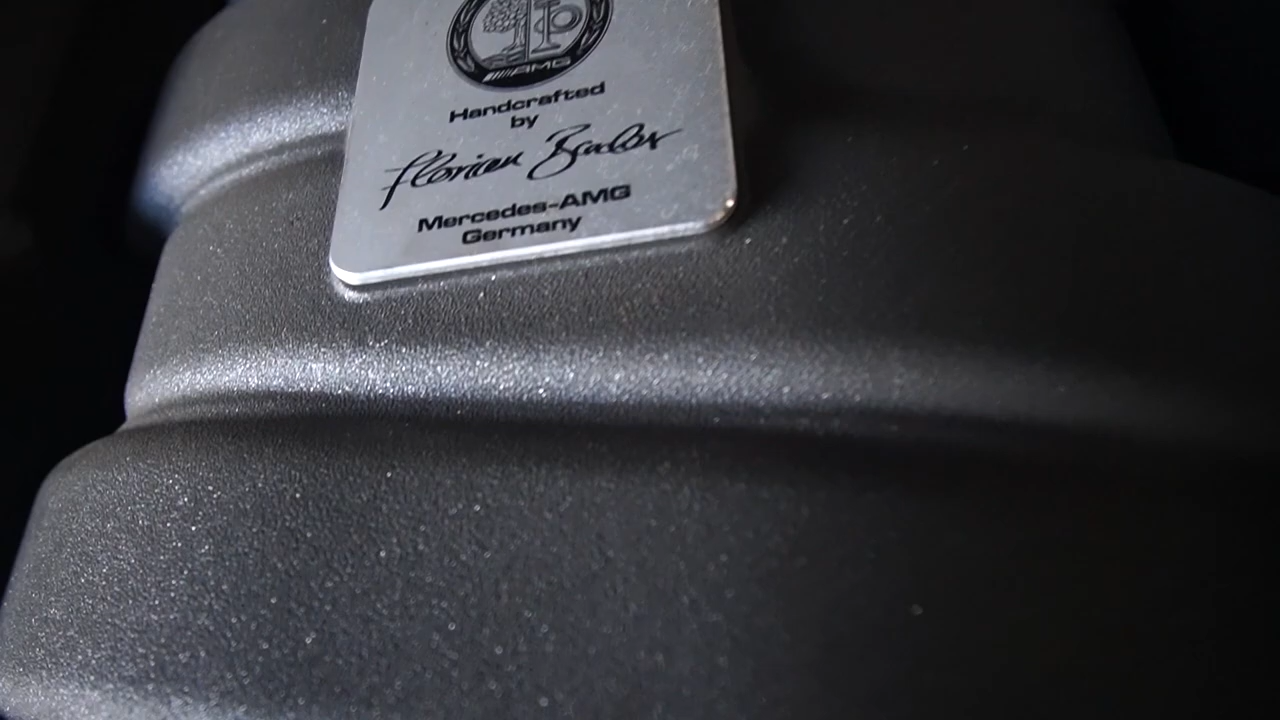 AMG
Handcrafted
by
Florian
Mercedes-AMG
Germany